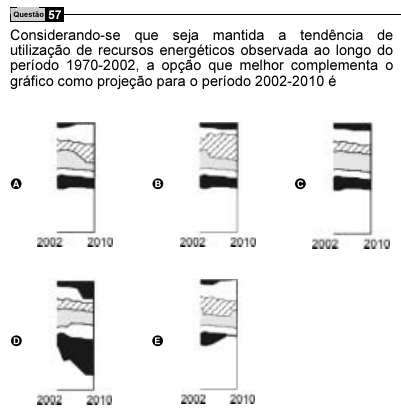 Questão 57
Considerando-se que seja mantida a tendência de
utilização de recursos energéticos observada ao longo do
período 1970-2002, a opção que melhor complementa o
gráfico como projeção para o período 2002-2010 é
A B C
2002 2010 2002 2010 2002 2010
D E
2002 2010 2002 2010